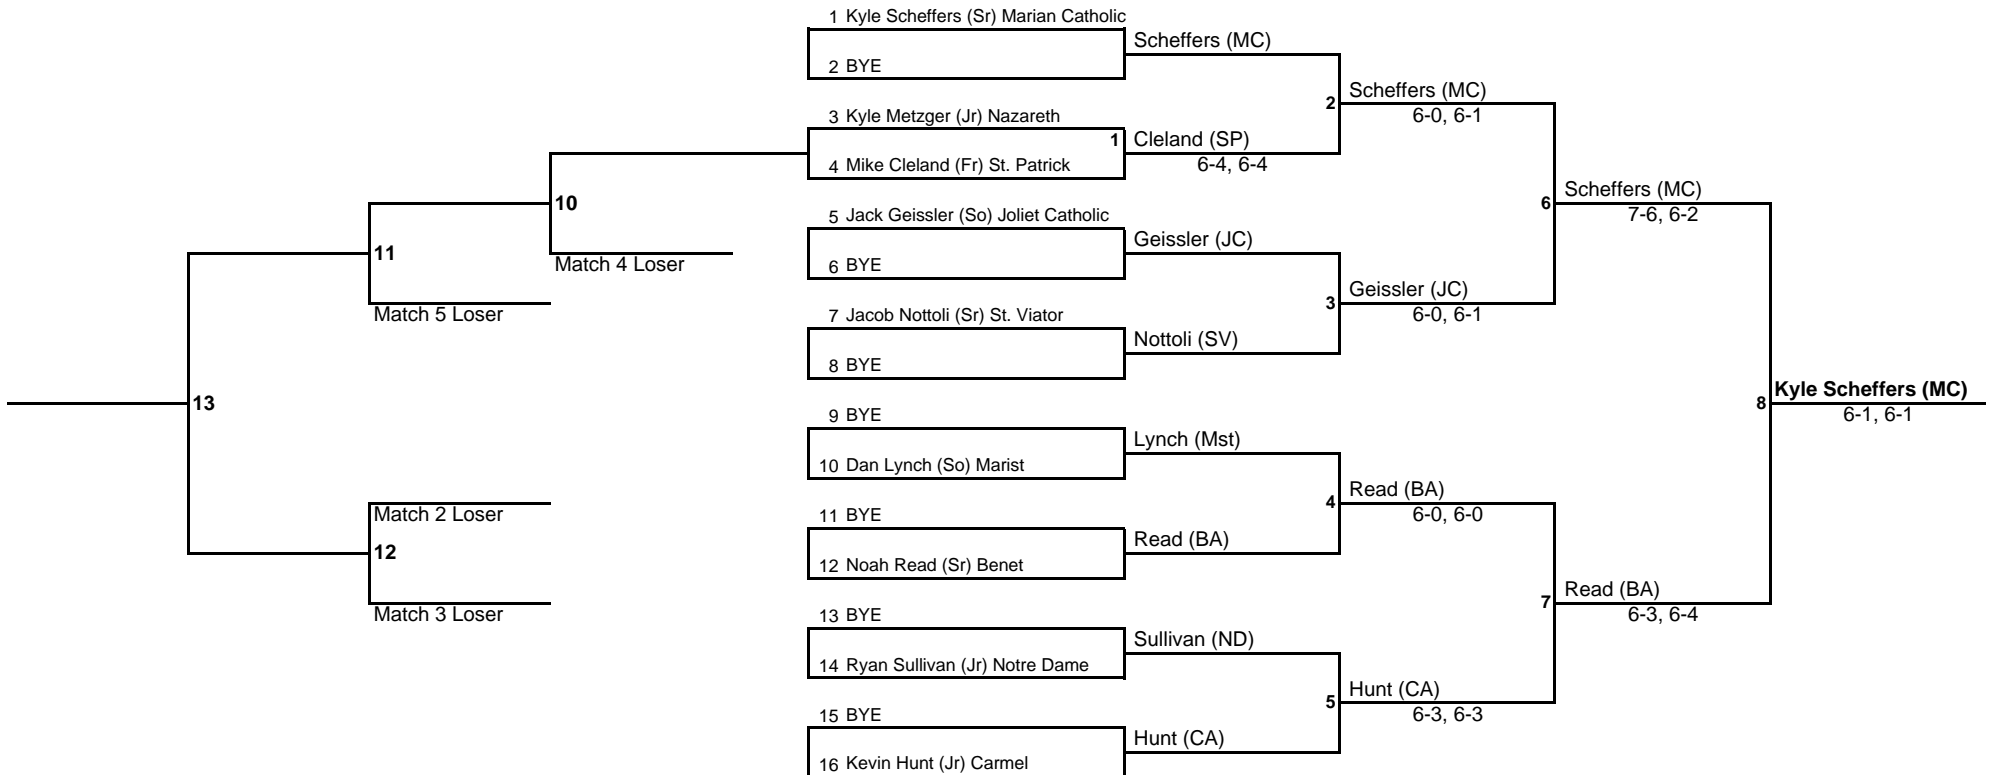 1 Kyle Scheffers (Sr) Marian Catholic
Scheffers (MC)
2 BYE
2
Scheffers (MC)
6-0, 6-1
3 Kyle Metzger (Jr) Nazareth
1
Cleland (SP)
6-4, 6-4
4 Mike Cleland (Fr) St. Patrick
10
Match 4 Loser
6
Scheffers (MC)
7-6, 6-2
5 Jack Geissler (So) Joliet Catholic
Geissler (JC)
6 BYE
11
Match 5 Loser
3
Geissler (JC)
6-0, 6-1
7 Jacob Nottoli (Sr) St. Viator
Nottoli (SV)
8 BYE
13
8
Kyle Scheffers (MC)
6-1, 6-1
9 BYE
Lynch (Mst)
10 Dan Lynch (So) Marist
4
Read (BA)
6-0, 6-0
Match 2 Loser
11 BYE
Read (BA)
12
12 Noah Read (Sr) Benet
7
Read (BA)
6-3, 6-4
Match 3 Loser
13 BYE
Sullivan (ND)
14 Ryan Sullivan (Jr) Notre Dame
5
Hunt (CA)
6-3, 6-3
15 BYE
Hunt (CA)
16 Kevin Hunt (Jr) Carmel